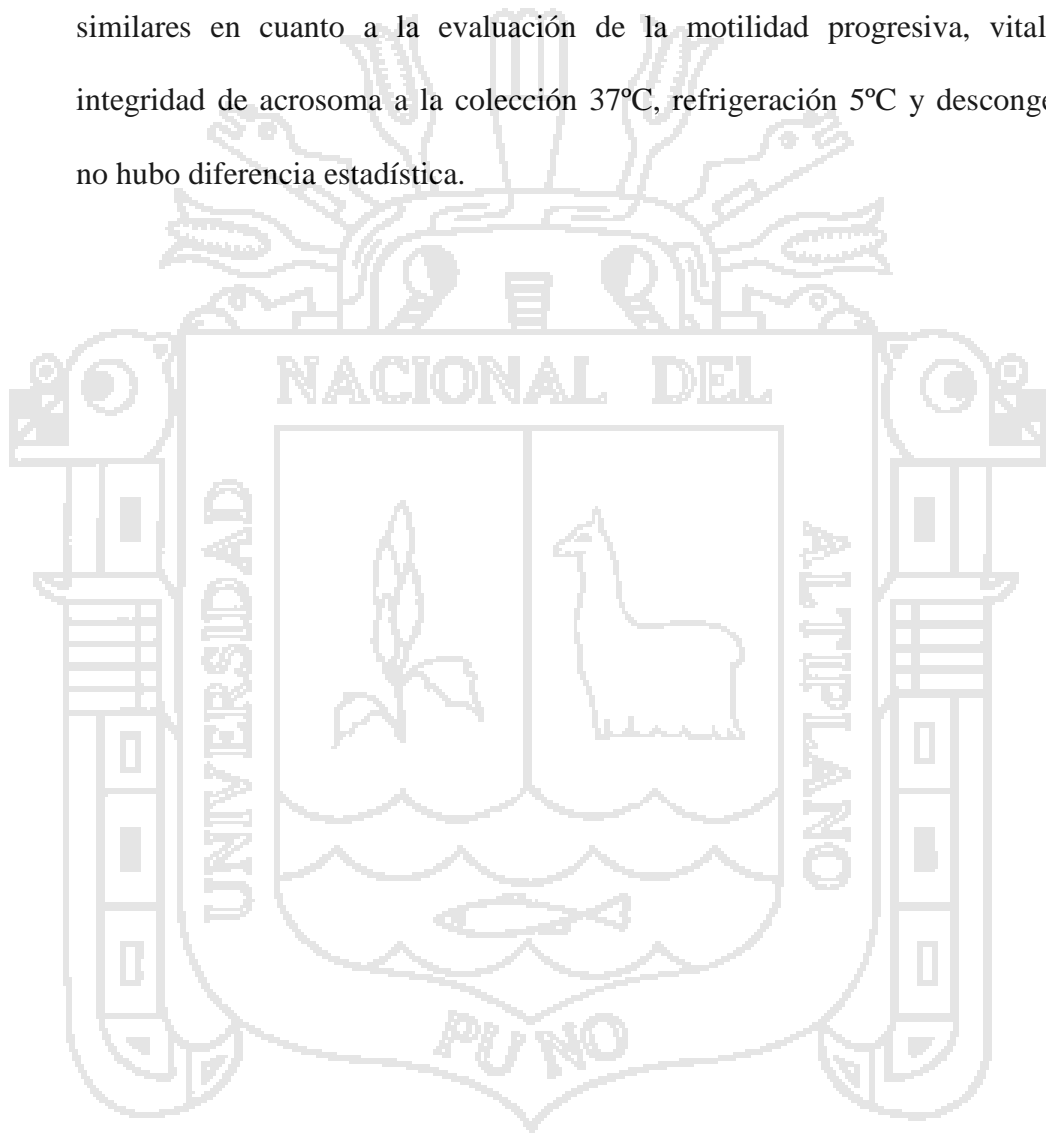 similares en cuanto a la evaluación de la motilidad progresiva, vital
integridad de acrosoma a la colección 37ºC, refrigeración 5ºC y desconge
no hubo diferencia estadística.
NACIONAL DEL
UNIVERSIDAD
ALTIPLANO
PUNO